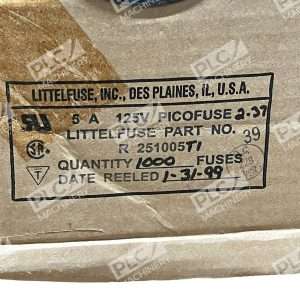 LITTELFUSE, INC., DES PLAINES, IL, U.S.A.
5 A 125V PICOFUSE 2-37
LITTELFUSE PART NO.
R 251005T1
39
QUANTITY 1000 FUSES
DATE REELED 1-31-99